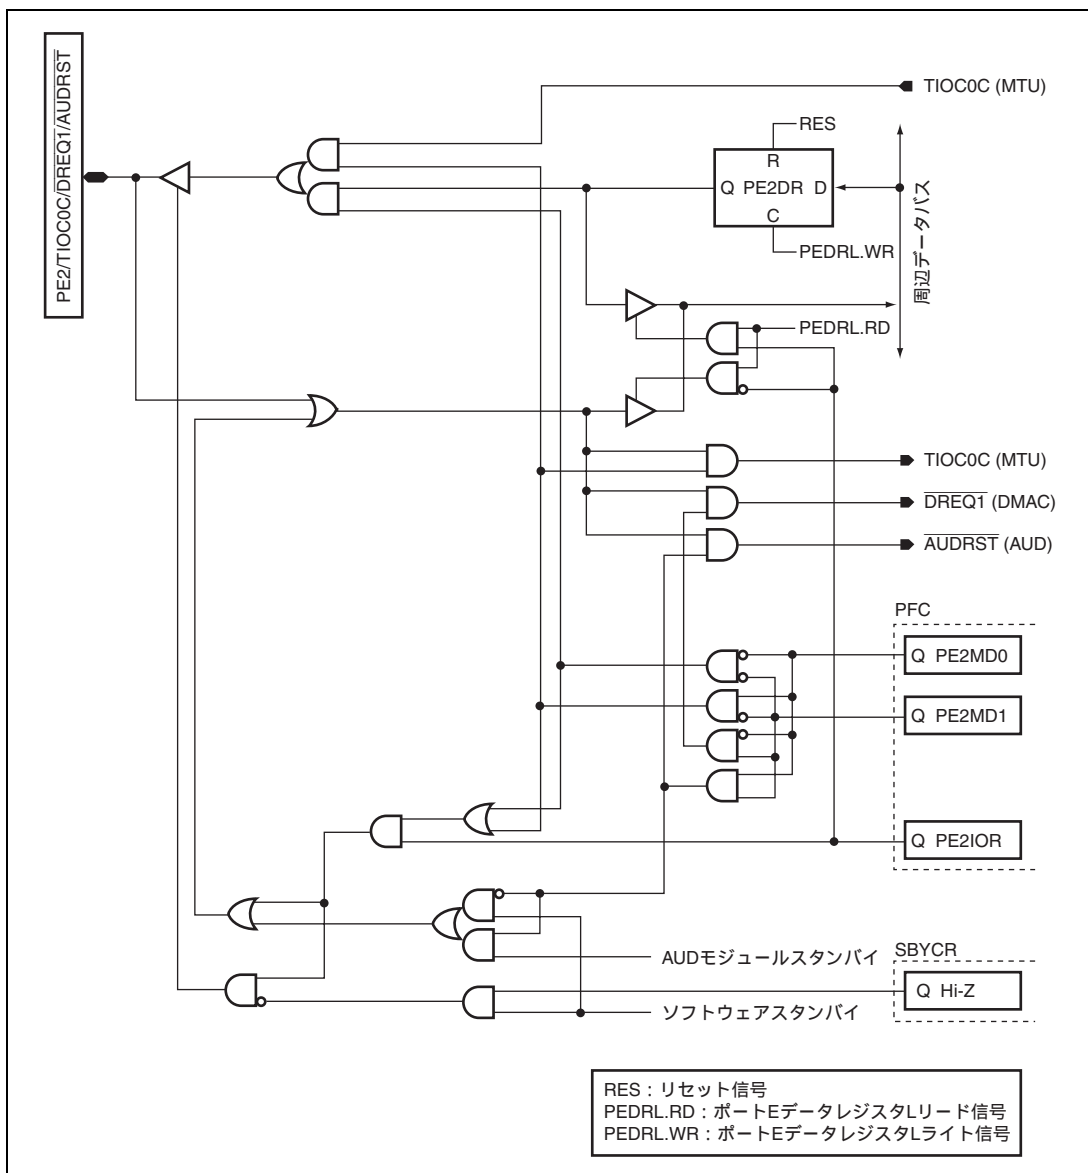 PE2/TIOC0C/DREQ1/AUDRST
TIOC0C (MTU)
RES
R
Q PE2DR D
C
PEDRL.WR
周辺データバス
PEDRL.RD
TIOC0C (MTU)
DREQ1 (DMAC)
AUDRST (AUD)
PFC
Q PE2MD0
Q PE2MD1
Q PE2IOR
AUDモジュールスタンバイ
SBYCR
Q Hi-Z
ソフトウェアスタンバイ
RES：リセット信号
PEDRL.RD：ポートEデータレジスタLリード信号
PEDRL.WR：ポートEデータレジスタLライト信号